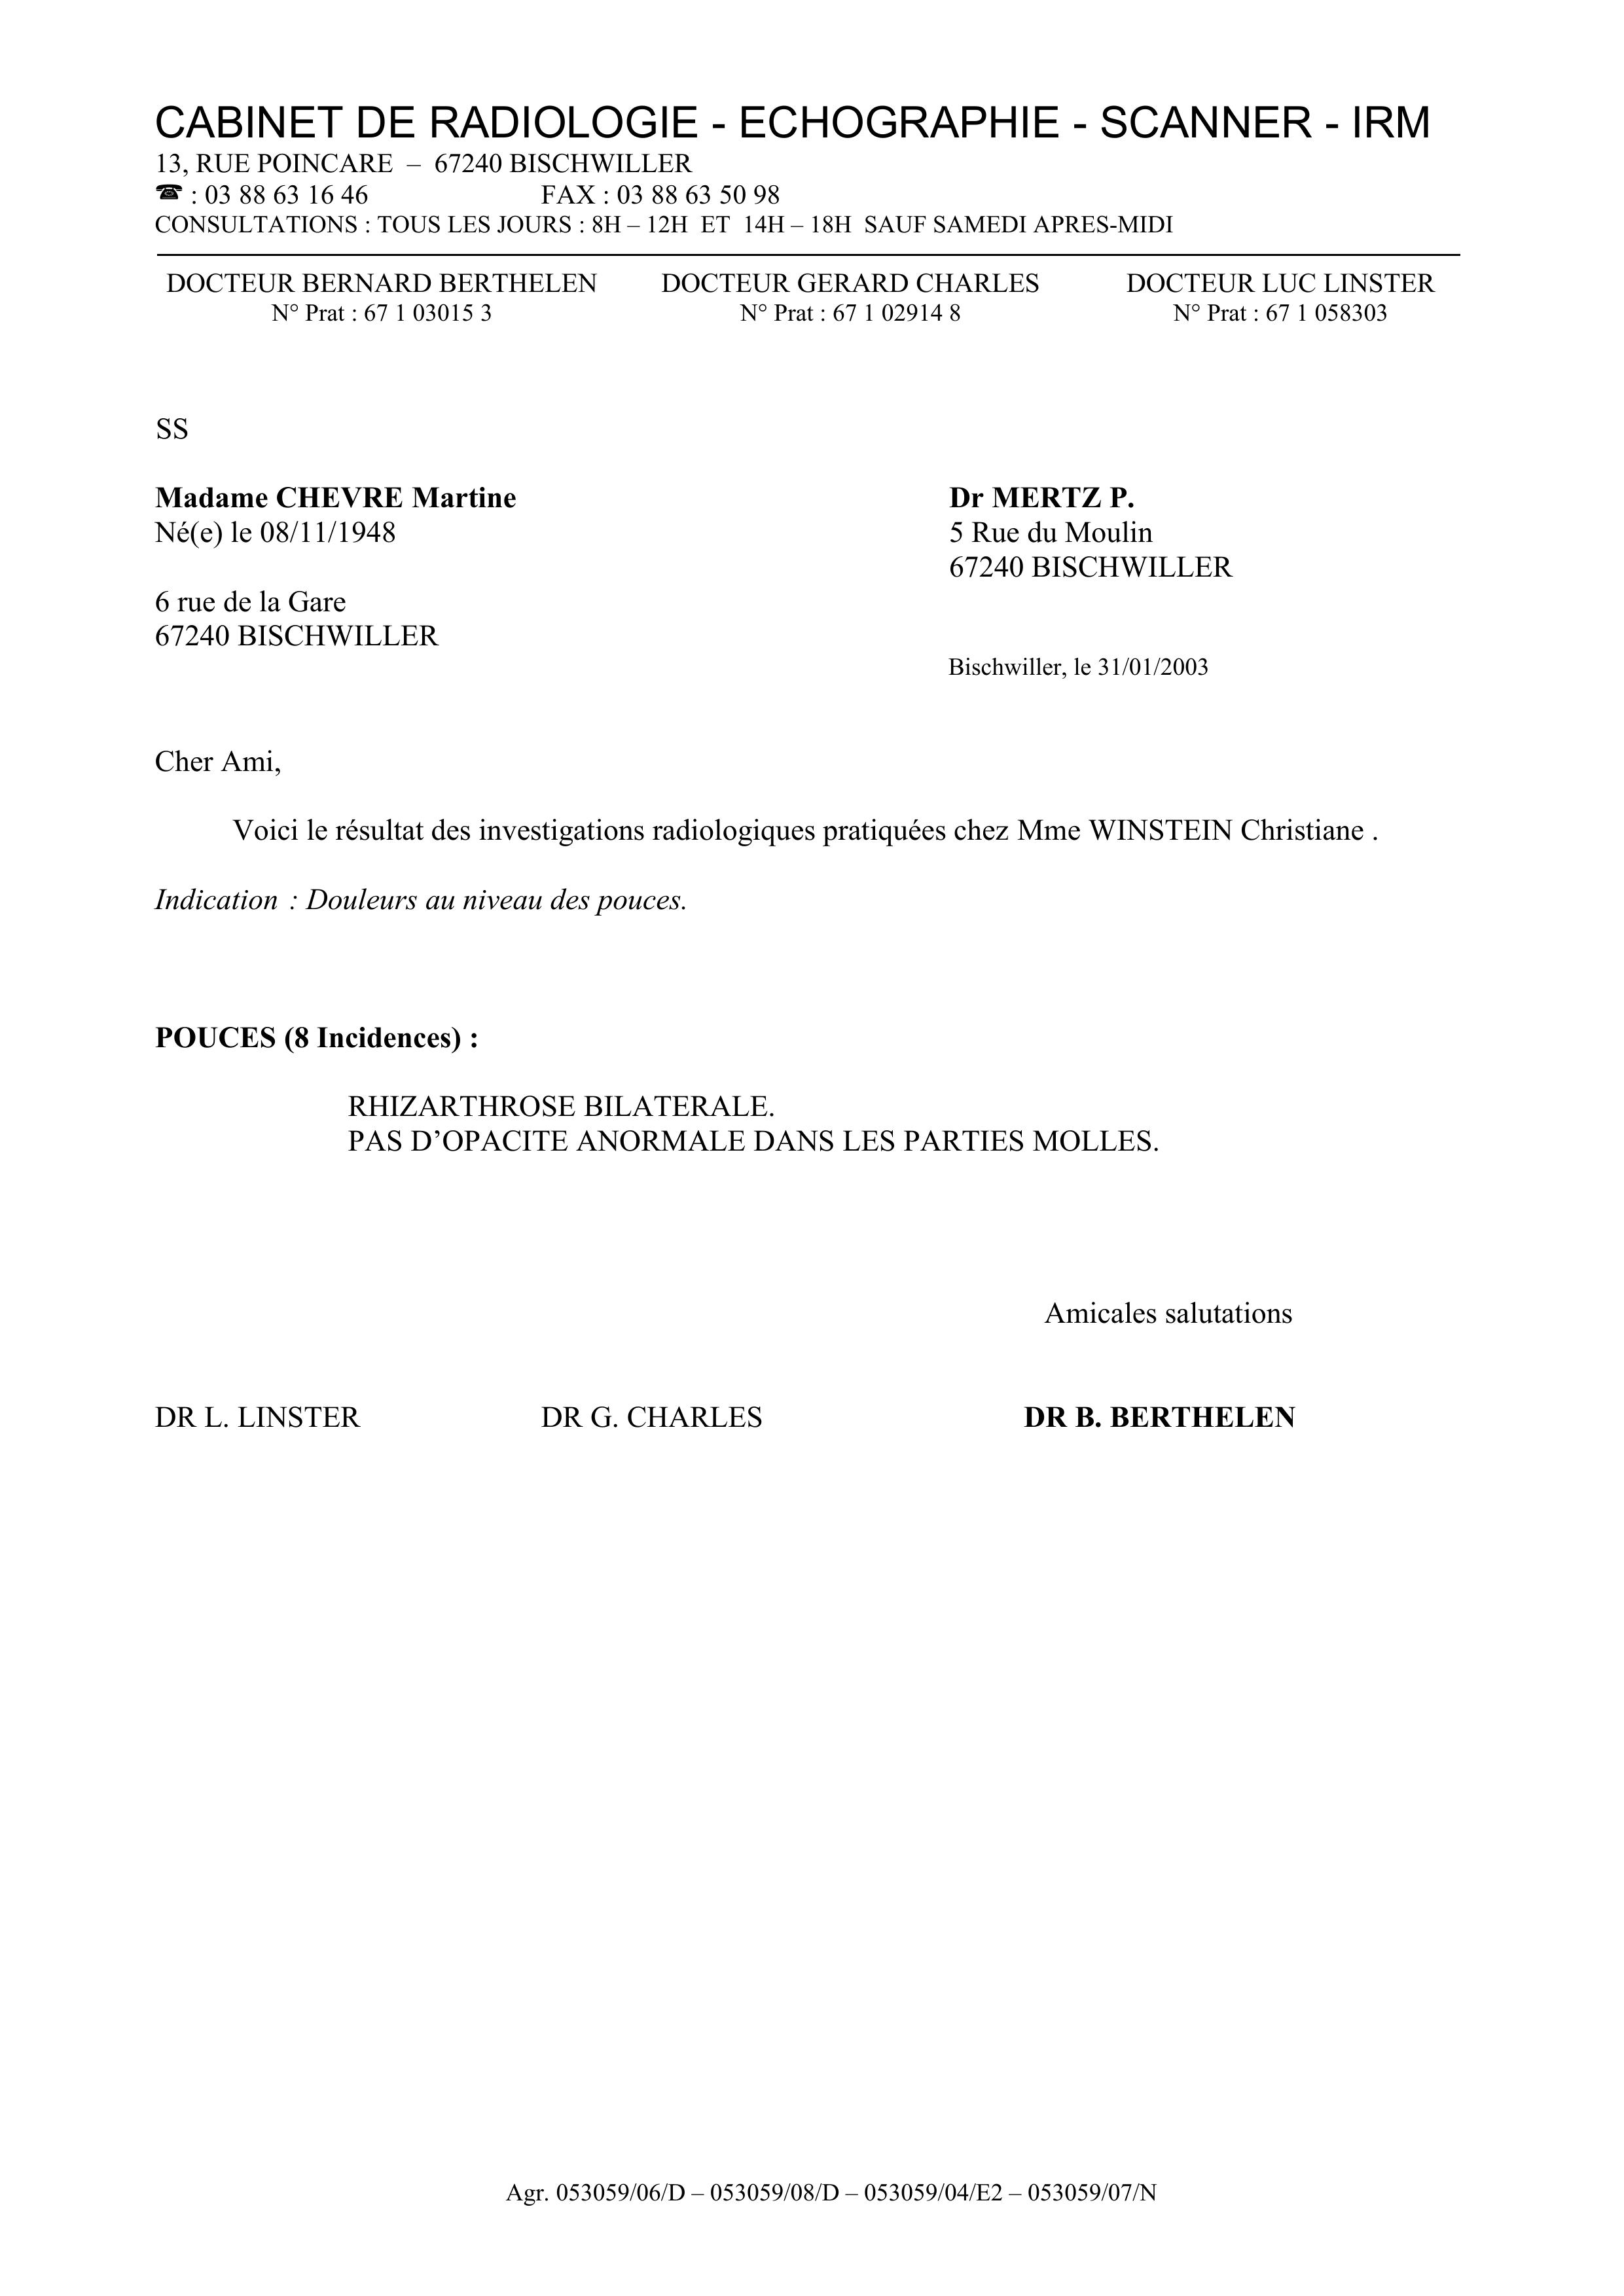 CABINET DE RADIOLOGIE - ECHOGRAPHIE - SCANNER - IRM
13, RUE POINCARE – 67240 BISCHWILLER
☎ : 03 88 63 16 46 FAX : 03 88 63 50 98
CONSULTATIONS : TOUS LES JOURS : 8H – 12H ET 14H – 18H SAUF SAMEDI APRES-MIDI
DOCTEUR BERNARD BERTHELEN DOCTEUR GERARD CHARLES DOCTEUR LUC LINSTER
N° Prat : 67 1 03015 3 N° Prat : 67 1 02914 8 N° Prat : 67 1 058303
SS
Madame CHEVRE Martine Dr MERTZ P.
Né(e) le 08/11/1948 5 Rue du Moulin
67240 BISCHWILLER
6 rue de la Gare
67240 BISCHWILLER
Bischwiller, le 31/01/2003
Cher Ami,
Voici le résultat des investigations radiologiques pratiquées chez Mme WINSTEIN Christiane .
Indication : Douleurs au niveau des pouces.
POUCES (8 Incidences) :
RHIZARTHROSE BILATERALE.
PAS D’OPACITE ANORMALE DANS LES PARTIES MOLLES.
Amicales salutations
DR L. LINSTER DR G. CHARLES DR B. BERTHELEN
Agr. 053059/06/D – 053059/08/D – 053059/04/E2 – 053059/07/N